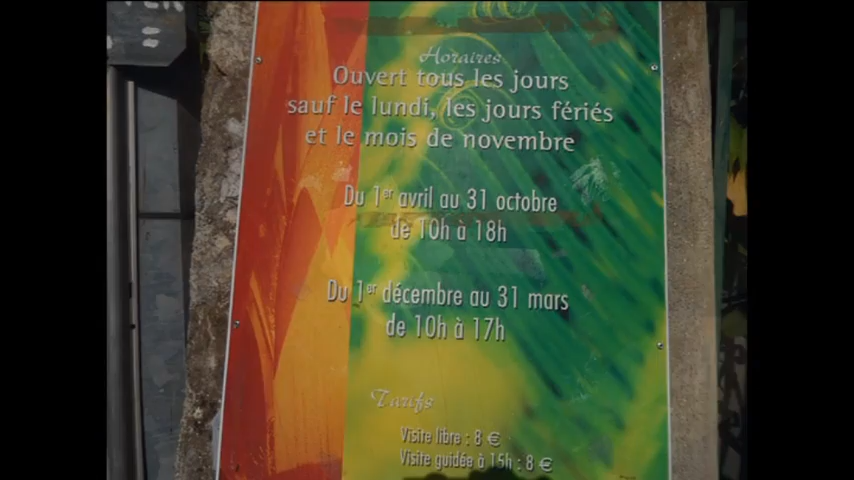 Horaires
Ouvert tous les jours
sauf le lundi, les jours fériés
et le mois de novembre
Du 1er avril au 31 octobre
de 10h à 18h
Du 1er décembre au 31 mars
de 10h à 17h
Tarifs
Visite libre : 8 €
Visite guidée à 15h : 8 €